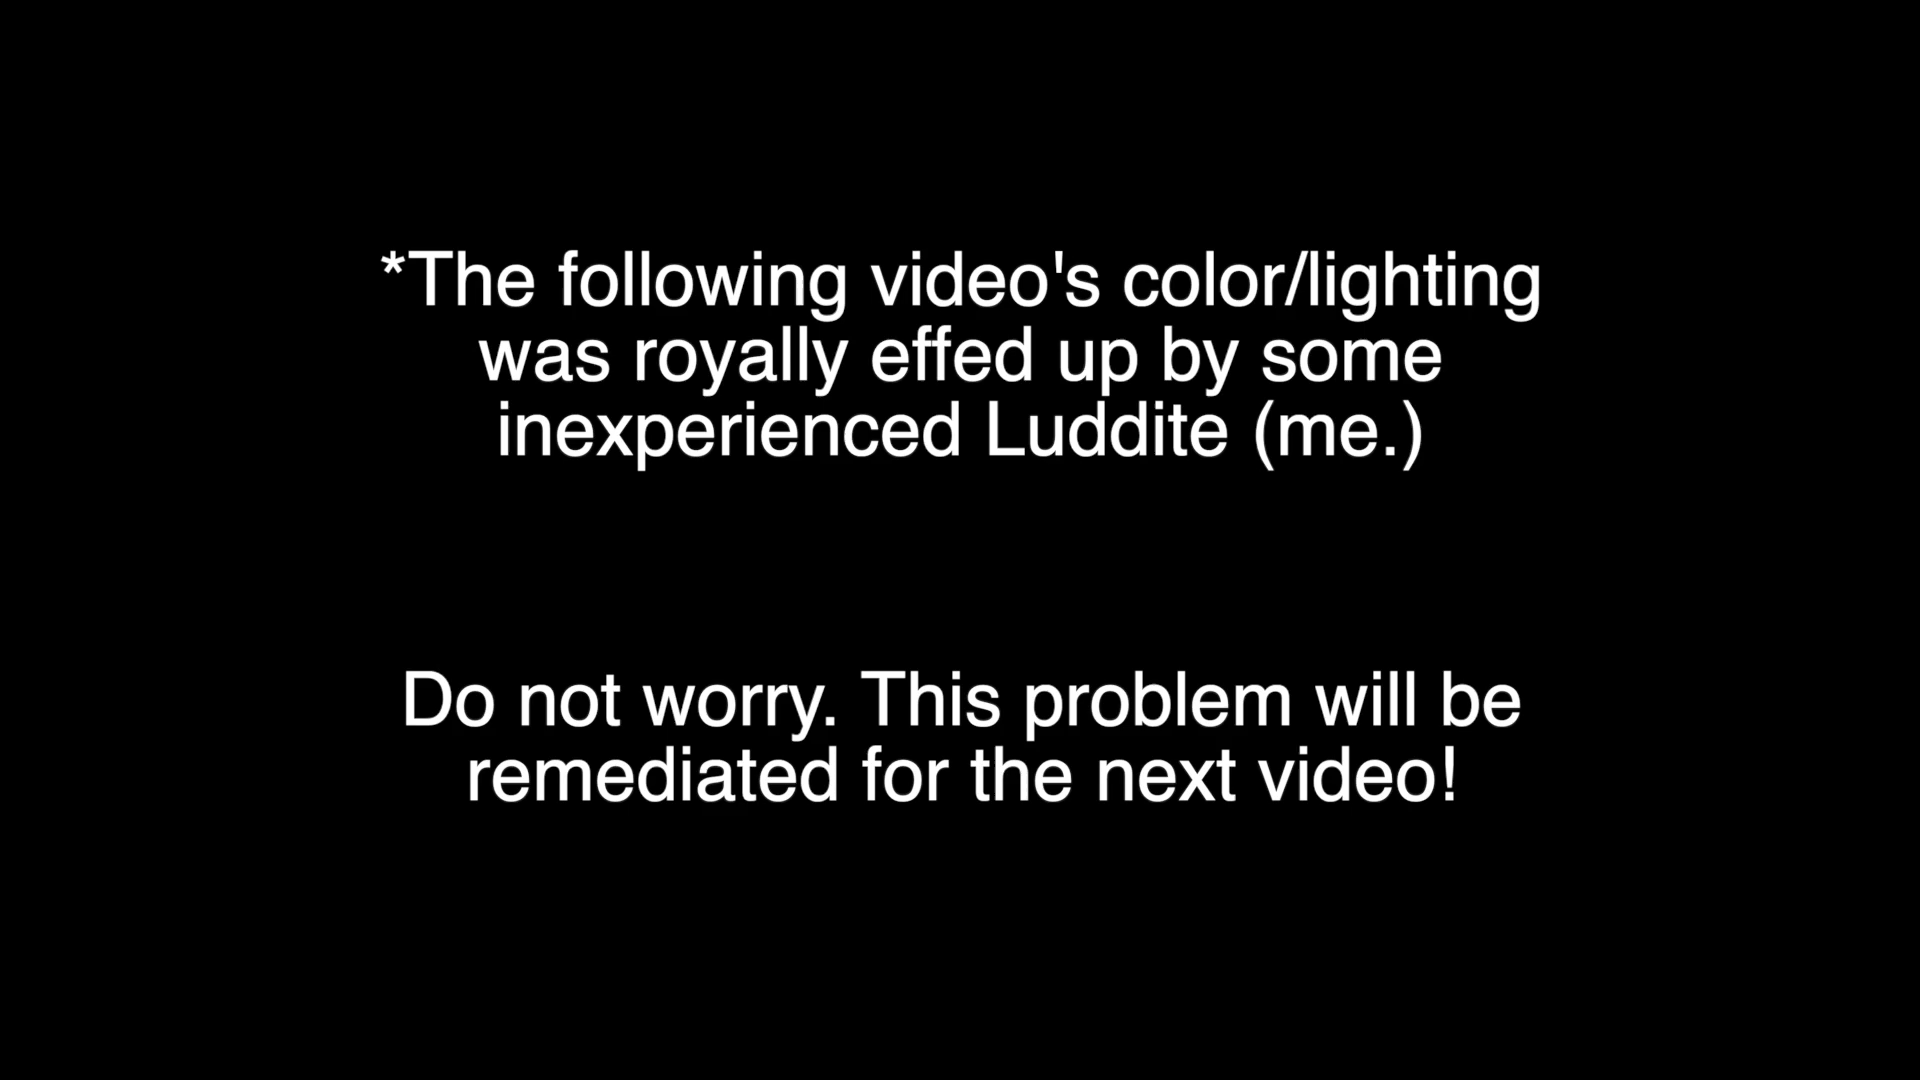 *The following video's color/lighting
was royally effed up by some
inexperienced Luddite (me.)
Do not worry. This problem will be
remediated for the next video!